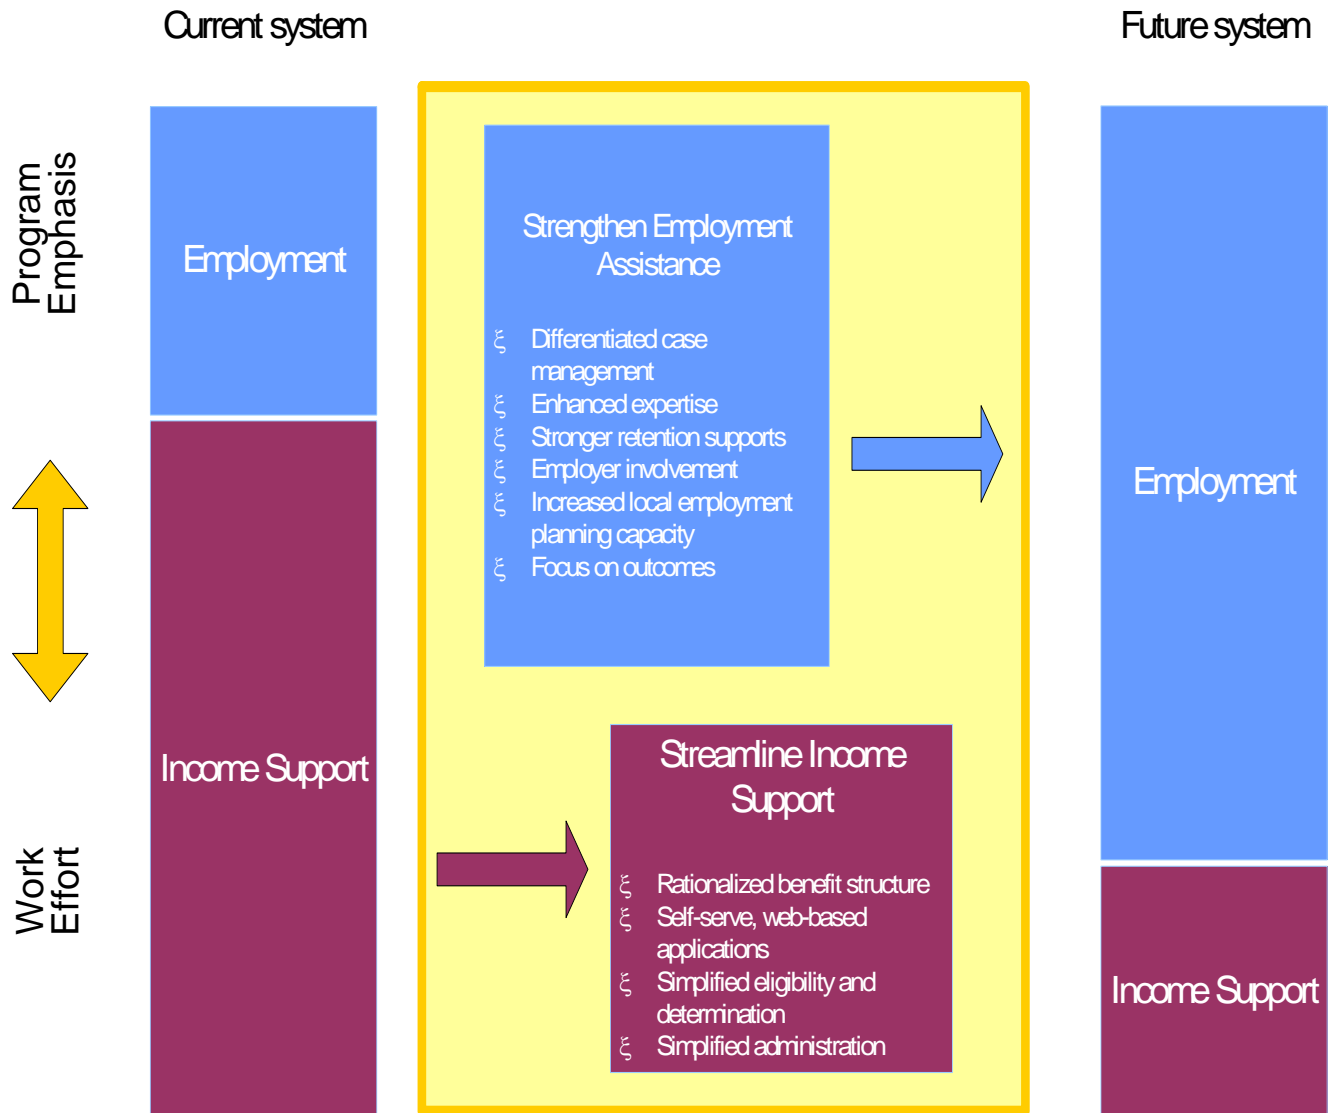 Current system
Future system
Program
Emphasis
Employment
Income Support
Work
Effort
Strengthen Employment
Assistance
ξ Differentiated case
management
ξ Enhanced expertise
ξ Stronger retention supports
ξ Employer involvement
ξ Increased local employment
planning capacity
ξ Focus on outcomes
Streamline Income
Support
ξ Rationalized benefit structure
ξ Self-serve, web-based
applications
ξ Simplified eligibility and
determination
ξ Simplified administration
Employment
Income Support